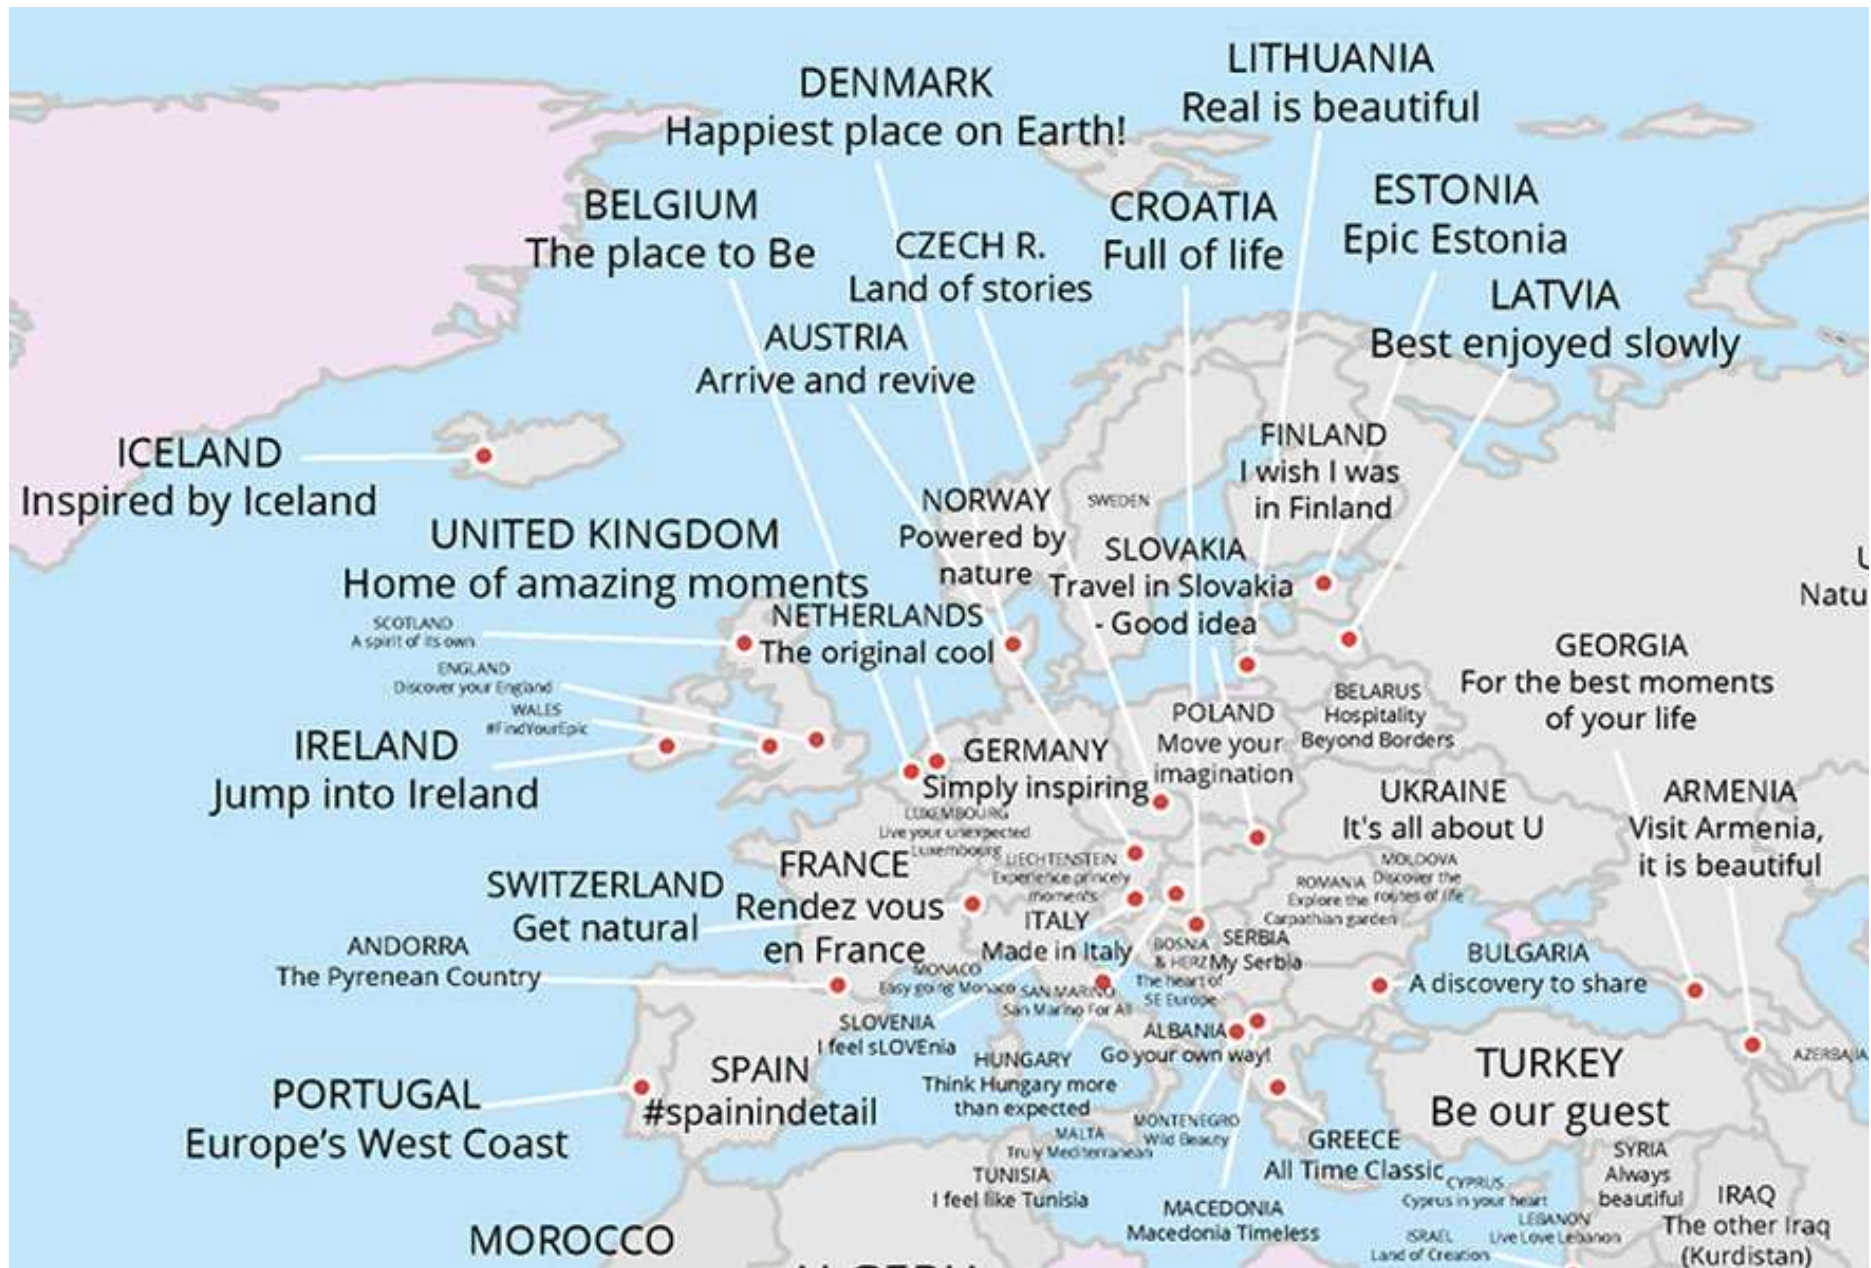 LITHUANIA
Real is beautiful
DENMARK
Happiest place on Earth!
BELGIUM
The place to Be
CROATIA
Full of life
ESTONIA
Epic Estonia
CZECH R.
Land of stories
LATVIA
Best enjoyed slowly
AUSTRIA
Arrive and revive
ICELAND
Inspired by Iceland
FINLAND
I wish I was
in Finland
NORWAY
Powered by
nature
SWEDEN
UNITED KINGDOM
Home of amazing moments
SLOVAKIA
Travel in Slovakia
- Good idea
Natu
SCOTLAND
A spirit of its own
NETHERLANDS
The original cool
ENGLAND
Discover your England
WALES
#FindYourEpic
GEORGIA
For the best moments
of your life
BELARUS
Hospitality
Beyond Borders
POLAND
Move your
imagination
IRELAND
Jump into Ireland
GERMANY
Simply inspiring
UKRAINE
It's all about U
ARMENIA
Visit Armenia,
it is beautiful
LUXEMBOURG
Live your unexpected
Luxembourg
LIECHTENSTEIN
Experience princely
moments
MOLDOVA
Discover the
routes of life
ROMANIA
Explore the
Carpathian garden
FRANCE
Rendez vous
en France
SWITZERLAND
Get natural
ITALY
Made in Italy
BOSNIA
& HERZ
The heart of
SE Europe
SERBIA
My Serbia
ANDORRA
The Pyrenean Country
MONACO
Easy going Monaco
SAN MARINO
San Marino For All
BULGARIA
A discovery to share
SLOVENIA
I feel sLOVEnia
ALBANIA
Go your own way!
HUNGARY
Think Hungary more
than expected
SPAIN
#spainindetail
PORTUGAL
Europe's West Coast
TURKEY
Be our guest
AZERBAIJA
MONTENEGRO
Wild Beauty
MALTA
Truly Mediterranean
GREECE
All Time Classic
TUNISIA
I feel like Tunisia
CYPRUS
Cyprus in your heart
SYRIA
Always
beautiful
IRAQ
The other Iraq
(Kurdistan)
MACEDONIA
Macedonia Timeless
LEBANON
Live Love Lebanon
ISRAEL
Land of Creation
MOROCCO